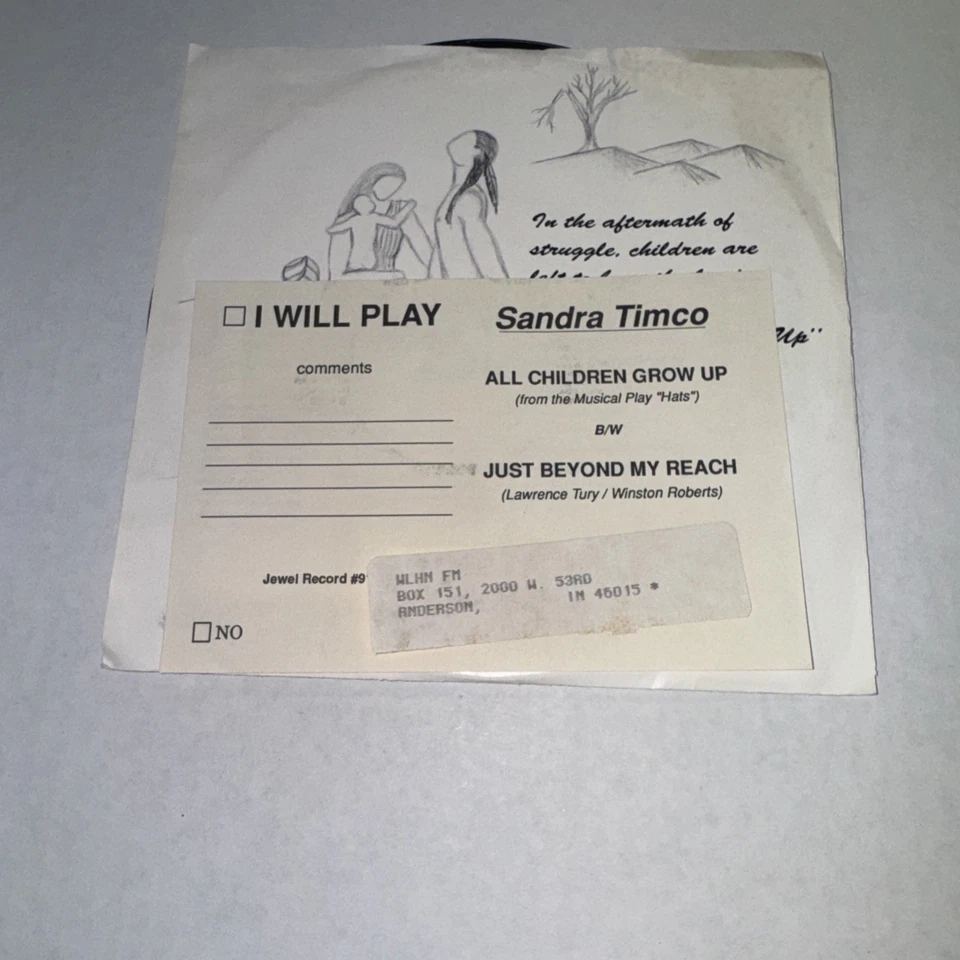 In the aftermath of
struggle, children are
Up"
☐ I WILL PLAY
comments
Sandra Timco
ALL CHILDREN GROW UP
(from the Musical Play "Hats")
B/W
JUST BEYOND MY REACH
(Lawrence Tury / Winston Roberts)
Jewel Record #9
☐ NO
WLHN FM
BOX 151, 2000 W. 53RD
ANDERSON, IN 46015 *